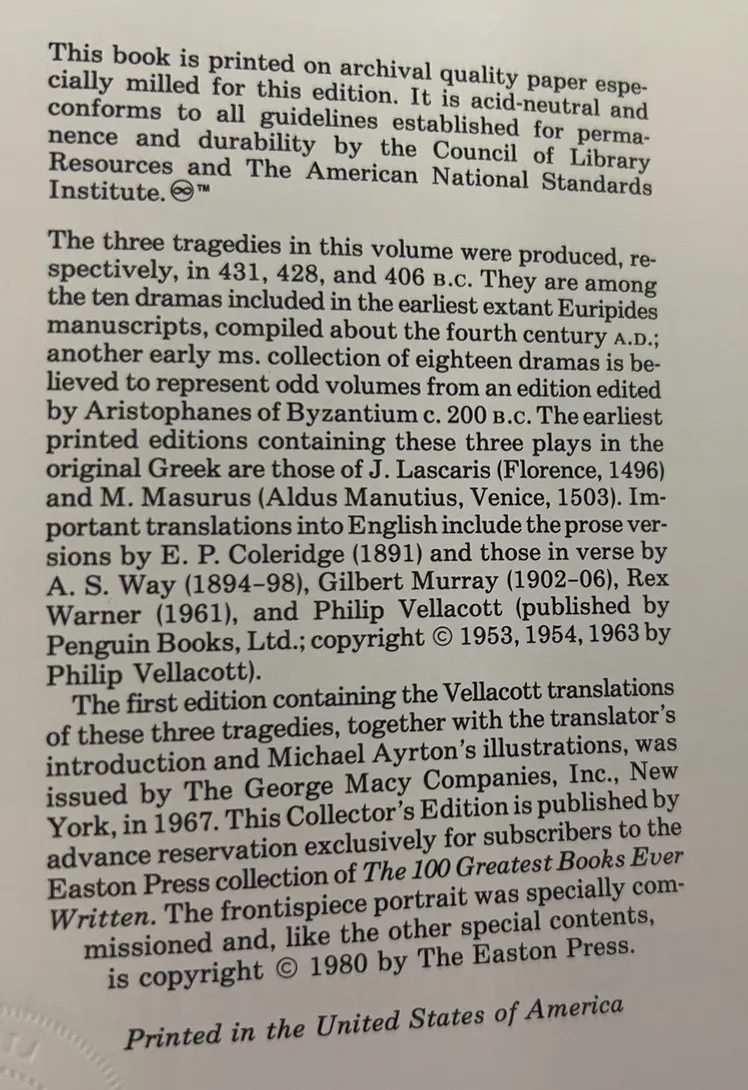 This book is printed on archival quality paper espe-
cially milled for this edition. It is acid-neutral and
conforms to all guidelines established for perma-
nence and durability by the Council of Library
Resources and The American National Standards
Institute. ♾™
The three tragedies in this volume were produced, re-
spectively, in 431, 428, and 406 B.C. They are among
the ten dramas included in the earliest extant Euripides
manuscripts, compiled about the fourth century A.D.;
another early ms. collection of eighteen dramas is be-
lieved to represent odd volumes from an edition edited
by Aristophanes of Byzantium c. 200 B.C. The earliest
printed editions containing these three plays in the
original Greek are those of J. Lascaris (Florence, 1496)
and M. Masurus (Aldus Manutius, Venice, 1503). Im-
portant translations into English include the prose ver-
sions by E. P. Coleridge (1891) and those in verse by
A. S. Way (1894–98), Gilbert Murray (1902–06), Rex
Warner (1961), and Philip Vellacott (published by
Penguin Books, Ltd.; copyright © 1953, 1954, 1963 by
Philip Vellacott).
The first edition containing the Vellacott translations
of these three tragedies, together with the translator's
introduction and Michael Ayrton's illustrations, was
issued by The George Macy Companies, Inc., New
York, in 1967. This Collector's Edition is published by
advance reservation exclusively for subscribers to the
Easton Press collection of The 100 Greatest Books Ever
Written. The frontispiece portrait was specially com-
missioned and, like the other special contents,
is copyright © 1980 by The Easton Press.
Printed in the United States of America